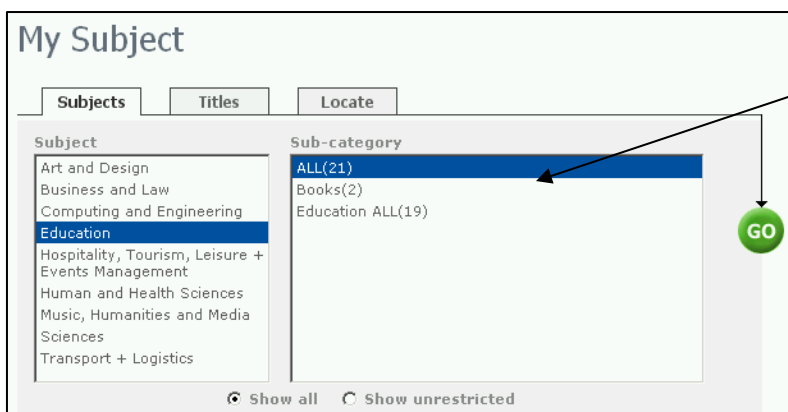 My Subject
Subjects
Titles
Locate
Subject
Sub-category
Art and Design
Business and Law
Computing and Engineering
Education
Hospitality, Tourism, Leisure +
Events Management
Human and Health Sciences
Music, Humanities and Media
Sciences
Transport + Logistics
ALL(21)
Books(2)
Education ALL(19)
GO
Show all
Show unrestricted